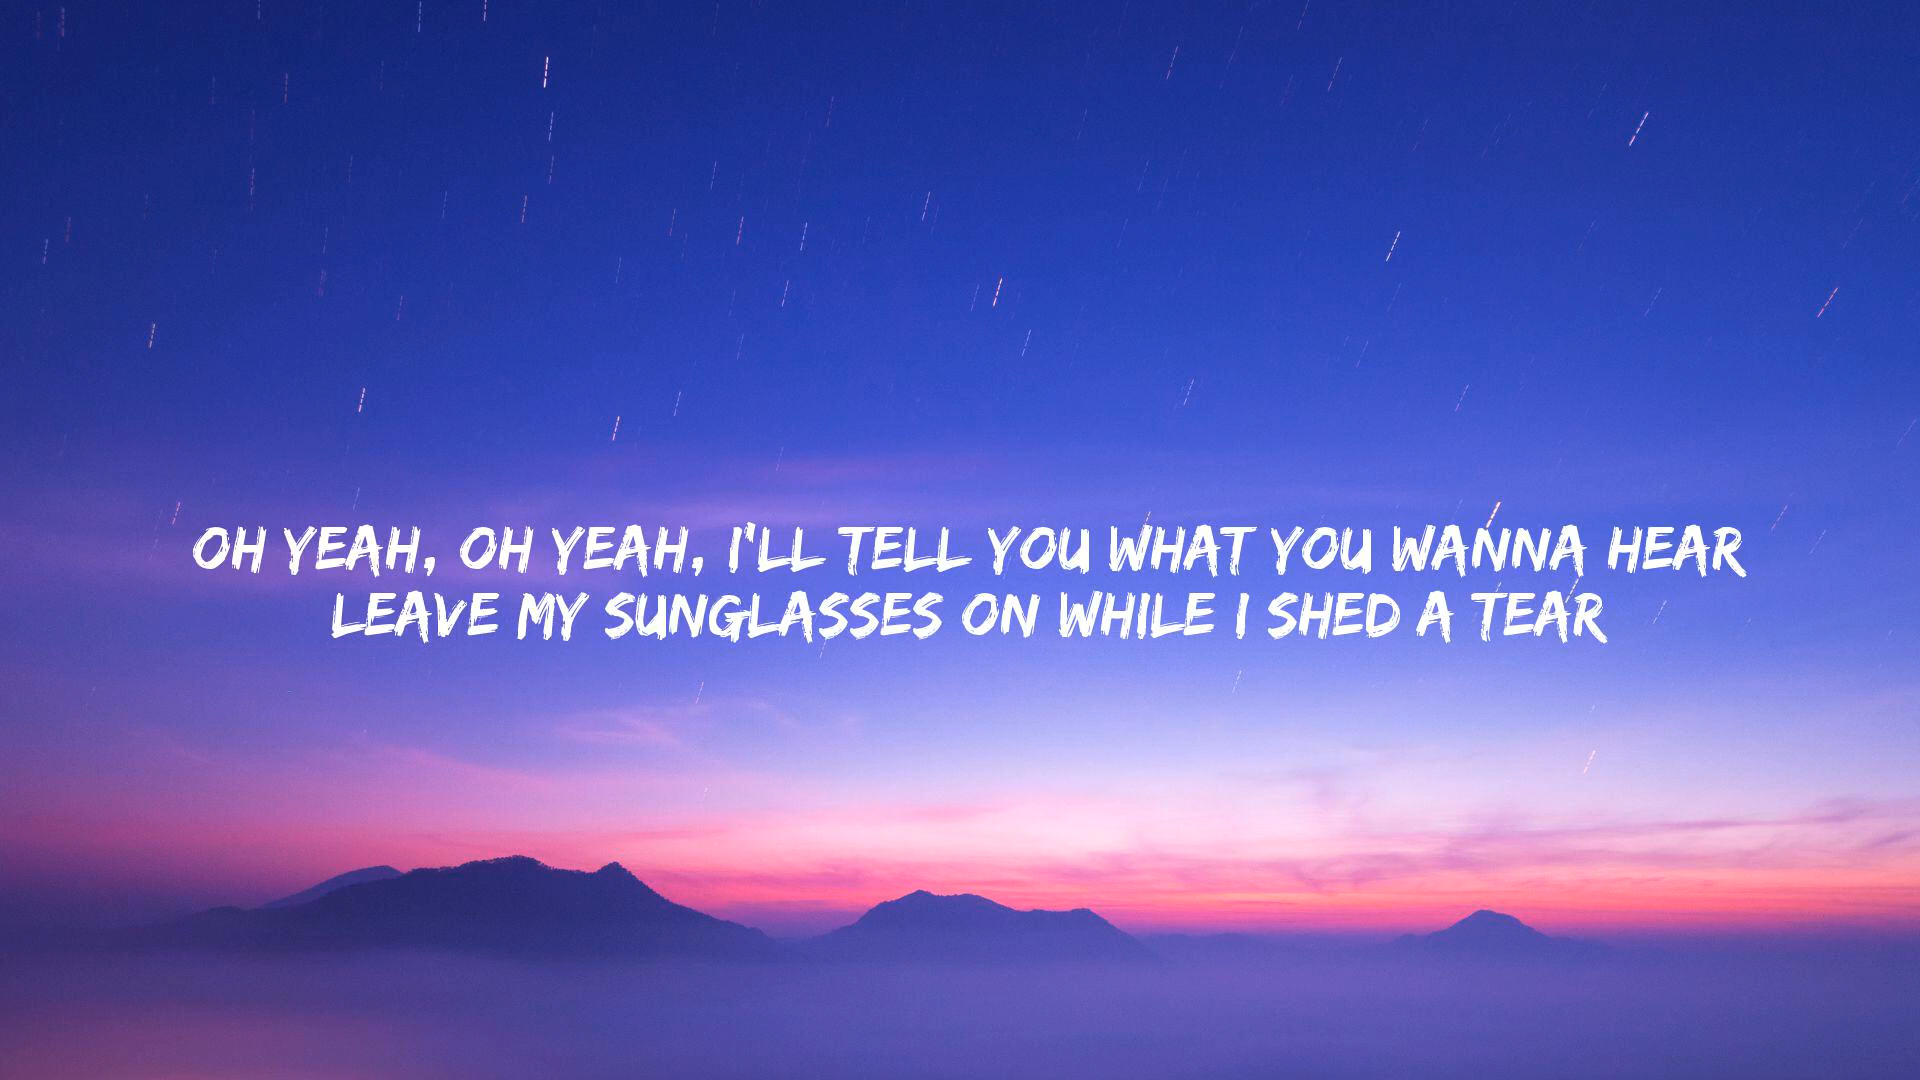 OH YEAH, OH YEAH, I'LL TELL YOU WHAT YOU WANNA HEAR
LEAVE MY SUNGLASSES ON WHILE I SHED A TEAR